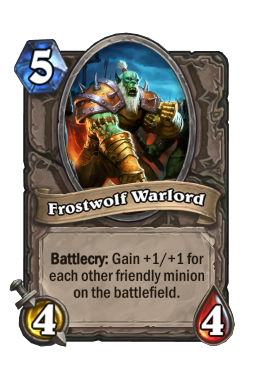 5
Frostwolf Warlord
Battlecry: Gain +1/+1 for
each other friendly minion
on the battlefield.
4 4